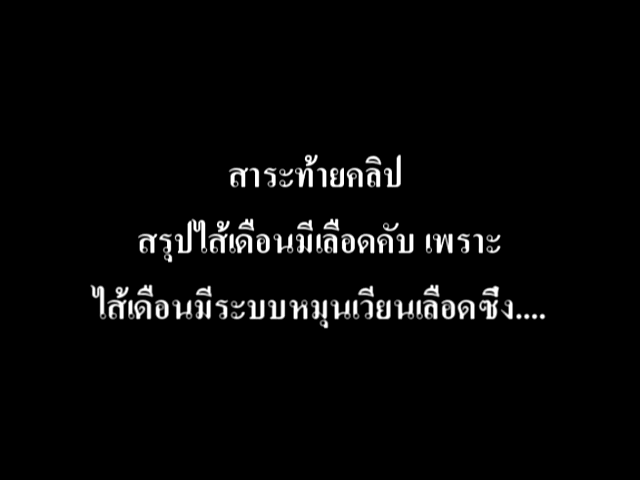 สาระท้ายคลิป
สรุปไส้เดือนมีเลือดคับ เพราะ
ไส้เดือนมีระบบหมุนเวียนเลือดซึ่ง....